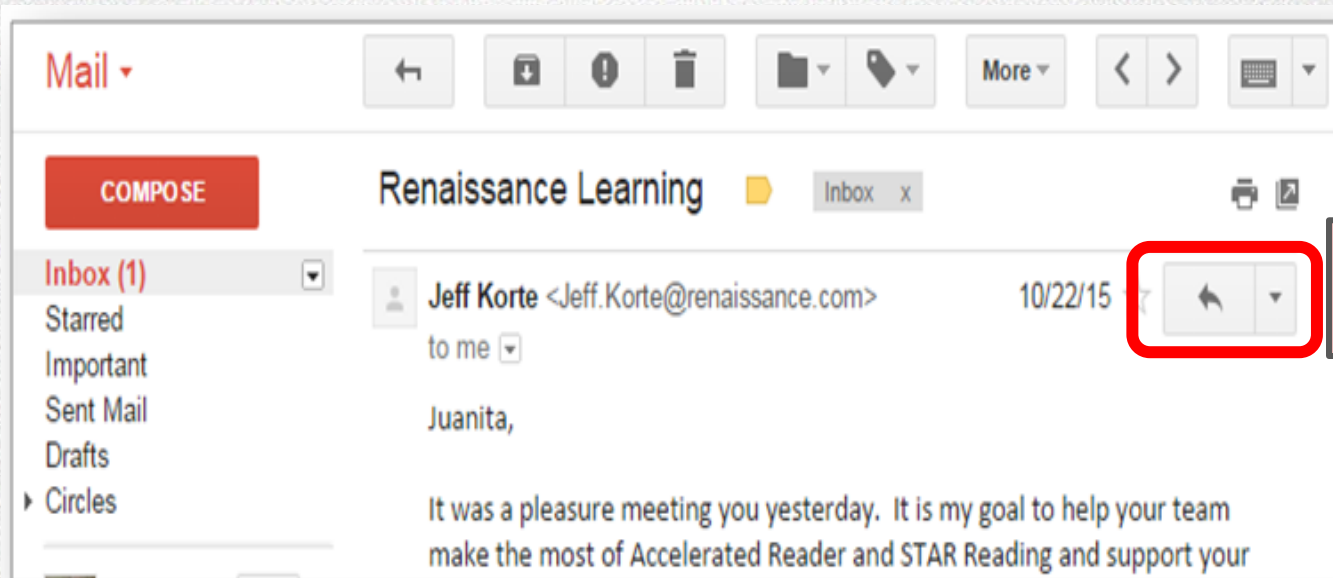 Mail
More
COMPOSE
Renaissance Learning Inbox x
Inbox (1)
Starred
Important
Sent Mail
Drafts
Circles
Jeff Korte <Jeff.Korte@renaissance.com> 10/22/15
to me
Juanita,
It was a pleasure meeting you yesterday. It is my goal to help your team
make the most of Accelerated Reader and STAR Reading and support your